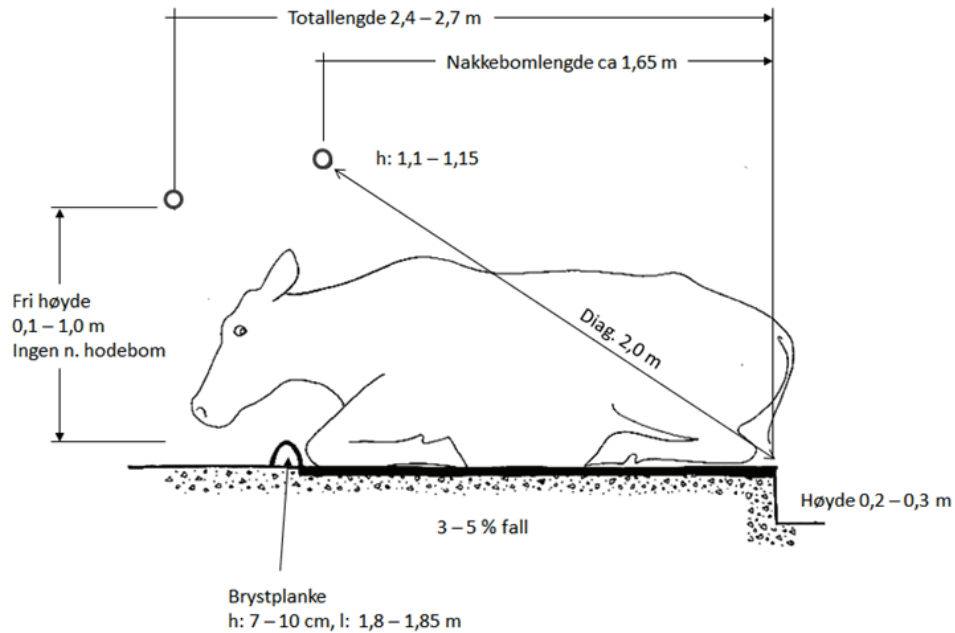 Totallengde 2,4 – 2,7 m
Nakkebomlengde ca 1,65 m
h: 1,1 – 1,15
Fri høyde
0,1 – 1,0 m
Ingen n. hodebom
Diag. 2,0 m
Høyde 0,2 – 0,3 m
3 – 5 % fall
Brystplanke
h: 7 – 10 cm, l: 1,8 – 1,85 m